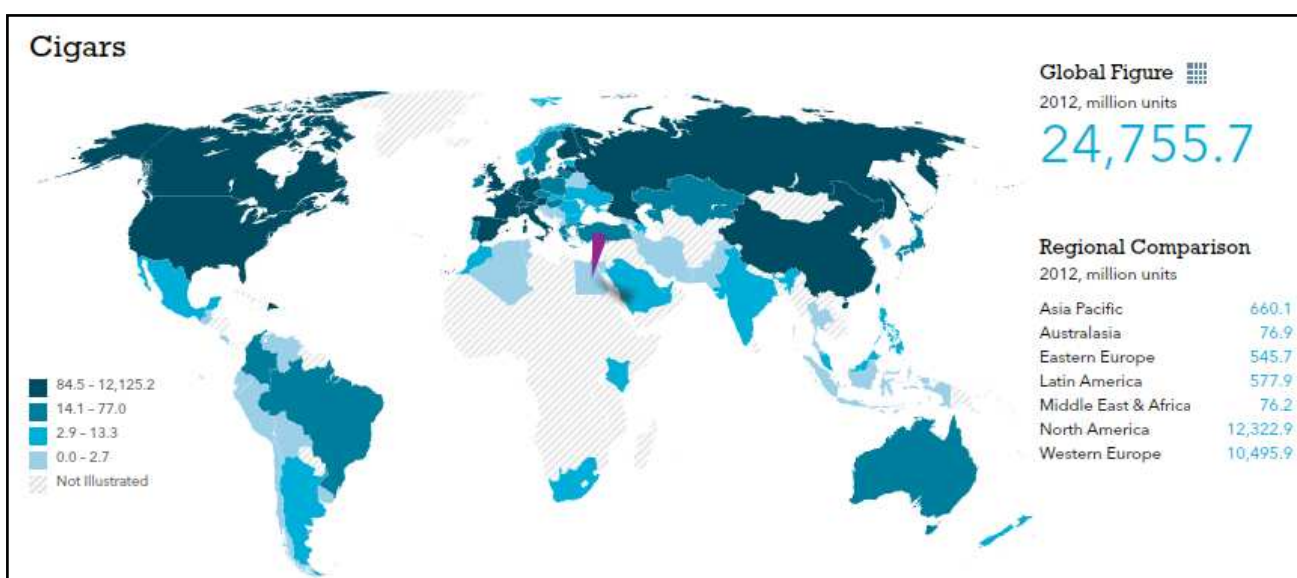 Cigars
84.5 - 12,125.2
14.1 - 77.0
2.9 - 13.3
0.0 - 2.7
Not Illustrated
Global Figure
2012, million units
24,755.7
Regional Comparison
2012, million units
Asia Pacific 660.1
Australasia 76.9
Eastern Europe 545.7
Latin America 577.9
Middle East & Africa 76.2
North America 12,322.9
Western Europe 10,495.9